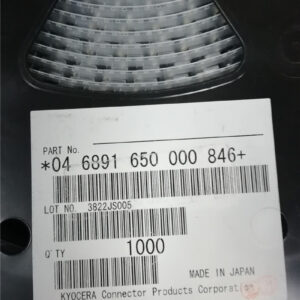 PART No.
*04 6891 650 000 846+
LOT NO. 3822JS005
Q'TY 1000
MADE IN JAPAN
KYOCERA Connector Products Corporation